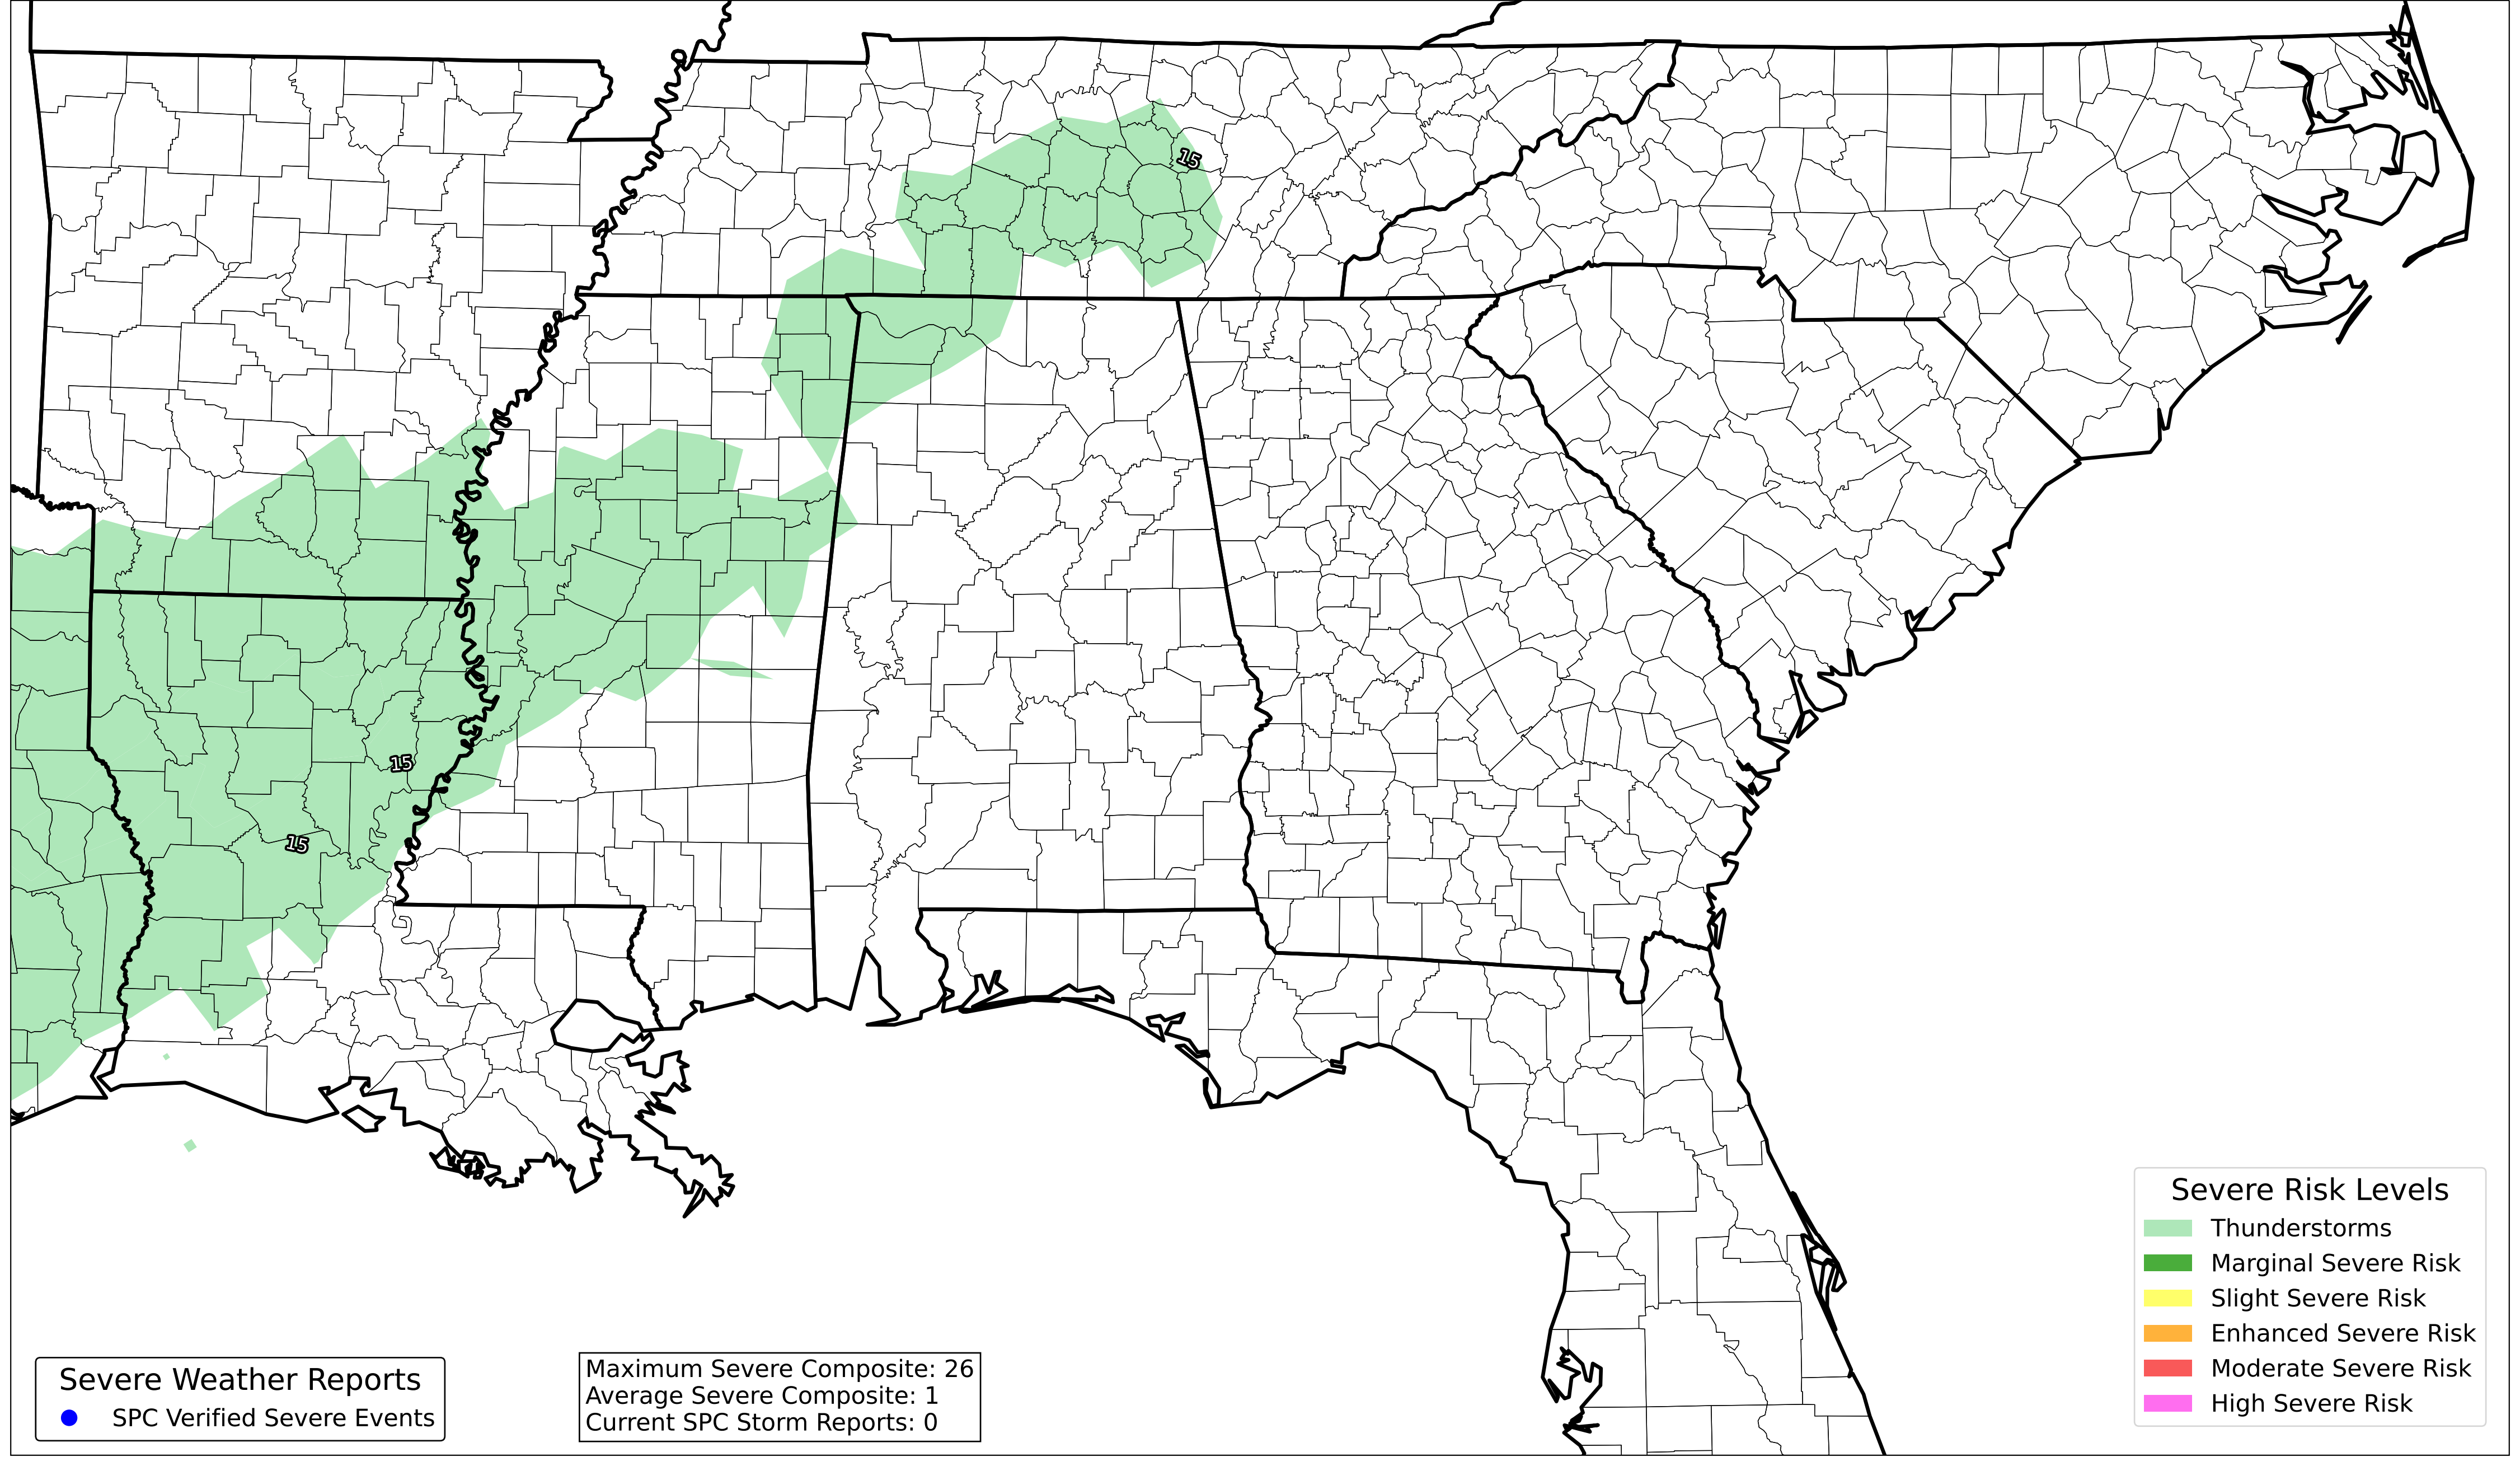 15
15
15
Severe Risk Levels
Thunderstorms
Marginal Severe Risk
Slight Severe Risk
Enhanced Severe Risk
Moderate Severe Risk
High Severe Risk
Severe Weather Reports
SPC Verified Severe Events
Maximum Severe Composite: 26
Average Severe Composite: 1
Current SPC Storm Reports: 0